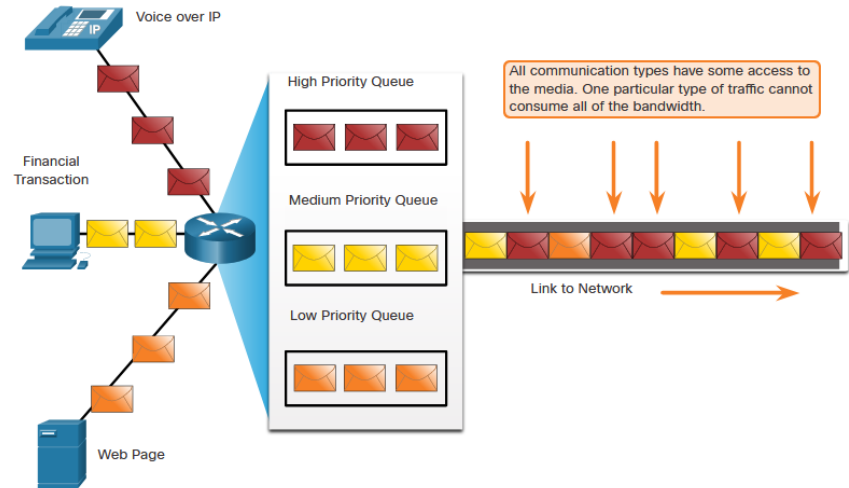 Voice over IP
IP
High Priority Queue
All communication types have some access to
the media. One particular type of traffic cannot
consume all of the bandwidth.
Financial
Transaction
Medium Priority Queue
Link to Network
Low Priority Queue
Web Page